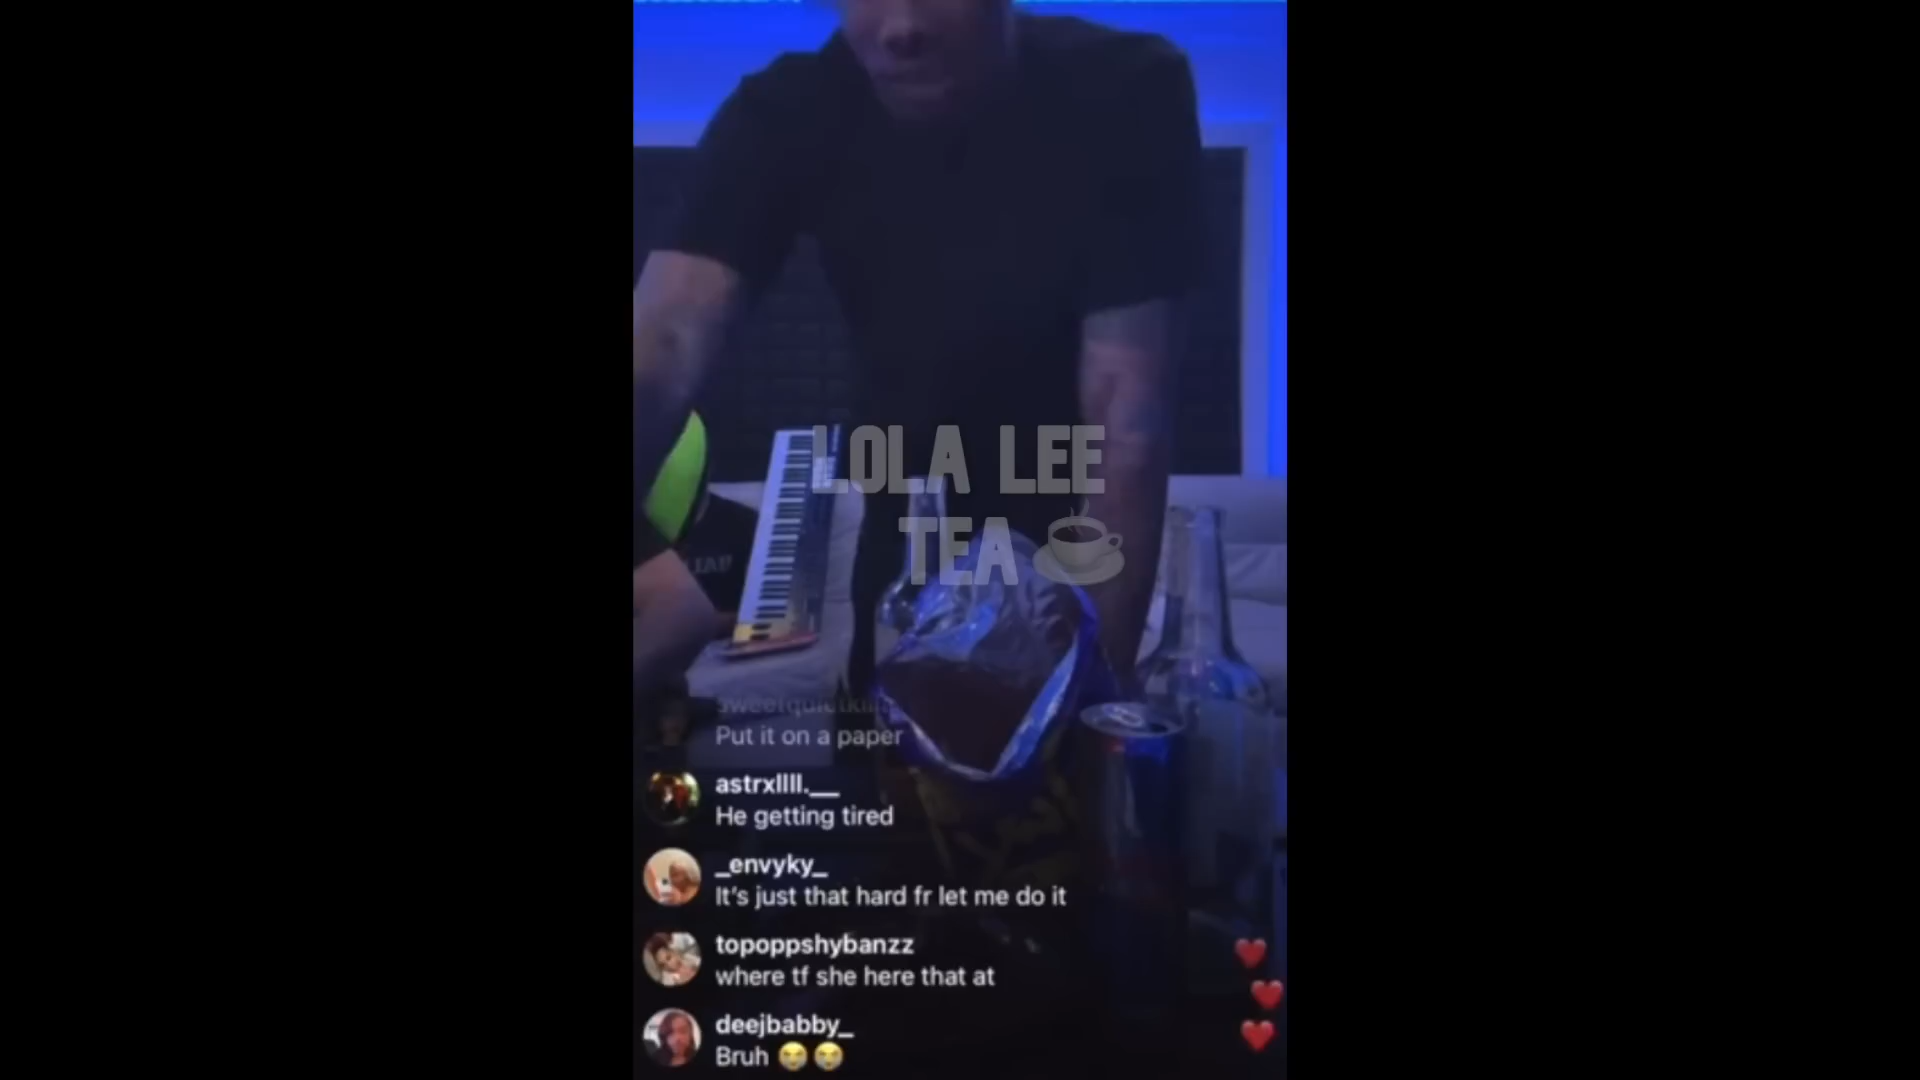 LOLA LEE
TEA
Put it on a paper
astrxllll.__
He getting tired
_envyky_
It's just that hard fr let me do it
topoppshybanzz
where tf she here that at
deejbabby_
Bruh 😭😭